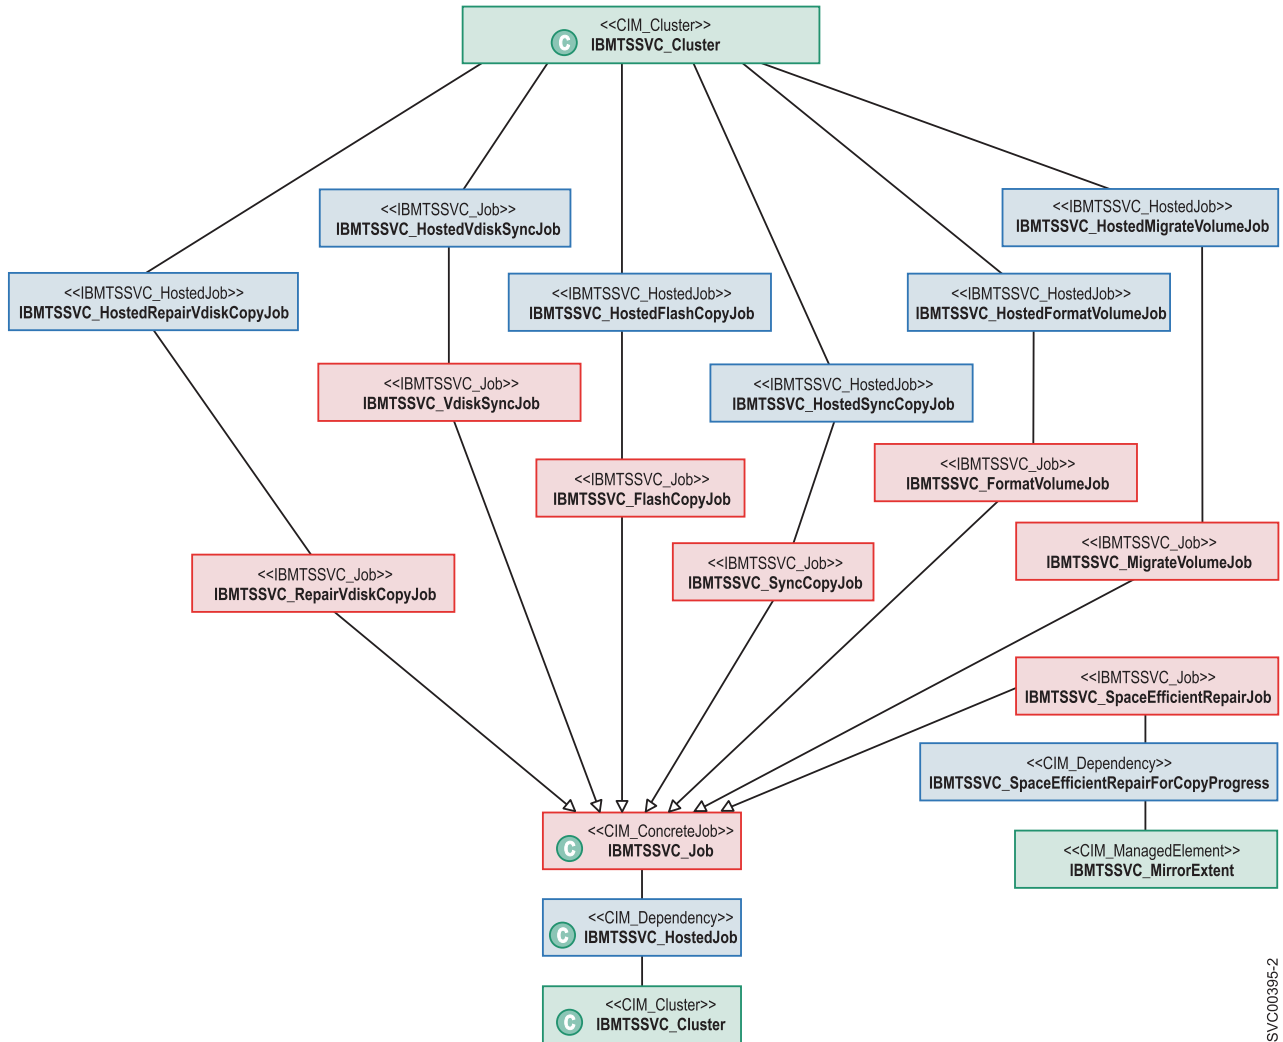 <<CIM_Cluster>>
C
IBMTSSVC_Cluster
<<IBMTSSVC_Job>>
IBMTSSVC_HostedVdiskSyncJob
<<IBMTSSVC_HostedJob>>
IBMTSSVC_HostedMigrateVolumeJob
<<IBMTSSVC_HostedJob>>
IBMTSSVC_HostedRepairVdiskCopyJob
<<IBMTSSVC_HostedJob>>
IBMTSSVC_HostedFlashCopyJob
<<IBMTSSVC_HostedJob>>
IBMTSSVC_HostedFormatVolumeJob
<<IBMTSSVC_Job>>
IBMTSSVC_VdiskSyncJob
<<IBMTSSVC_HostedJob>>
IBMTSSVC_HostedSyncCopyJob
<<IBMTSSVC_Job>>
IBMTSSVC_FlashCopyJob
<<IBMTSSVC_Job>>
IBMTSSVC_FormatVolumeJob
<<IBMTSSVC_Job>>
IBMTSSVC_RepairVdiskCopyJob
<<IBMTSSVC_Job>>
IBMTSSVC_SyncCopyJob
<<IBMTSSVC_Job>>
IBMTSSVC_MigrateVolumeJob
<<IBMTSSVC_Job>>
IBMTSSVC_SpaceEfficientRepairJob
<<CIM_Dependency>>
IBMTSSVC_SpaceEfficientRepairForCopyProgress
<<CIM_ManagedElement>>
IBMTSSVC_MirrorExtent
<<CIM_ConcreteJob>>
C
IBMTSSVC_Job
<<CIM_Dependency>>
C
IBMTSSVC_HostedJob
<<CIM_Cluster>>
C
IBMTSSVC_Cluster
SVC00395-2